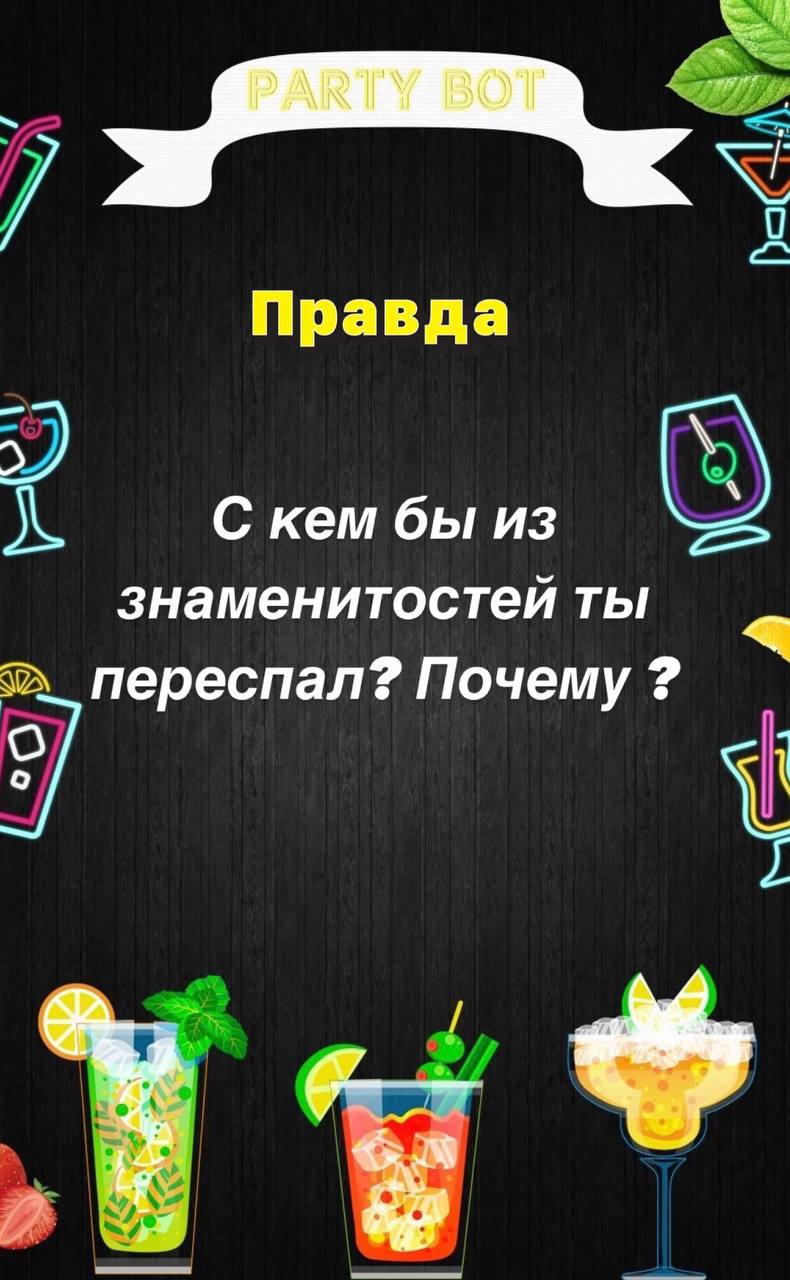 PARTY BOT
Правда
С кем бы из
знаменитостей ты
переспал? Почему ?